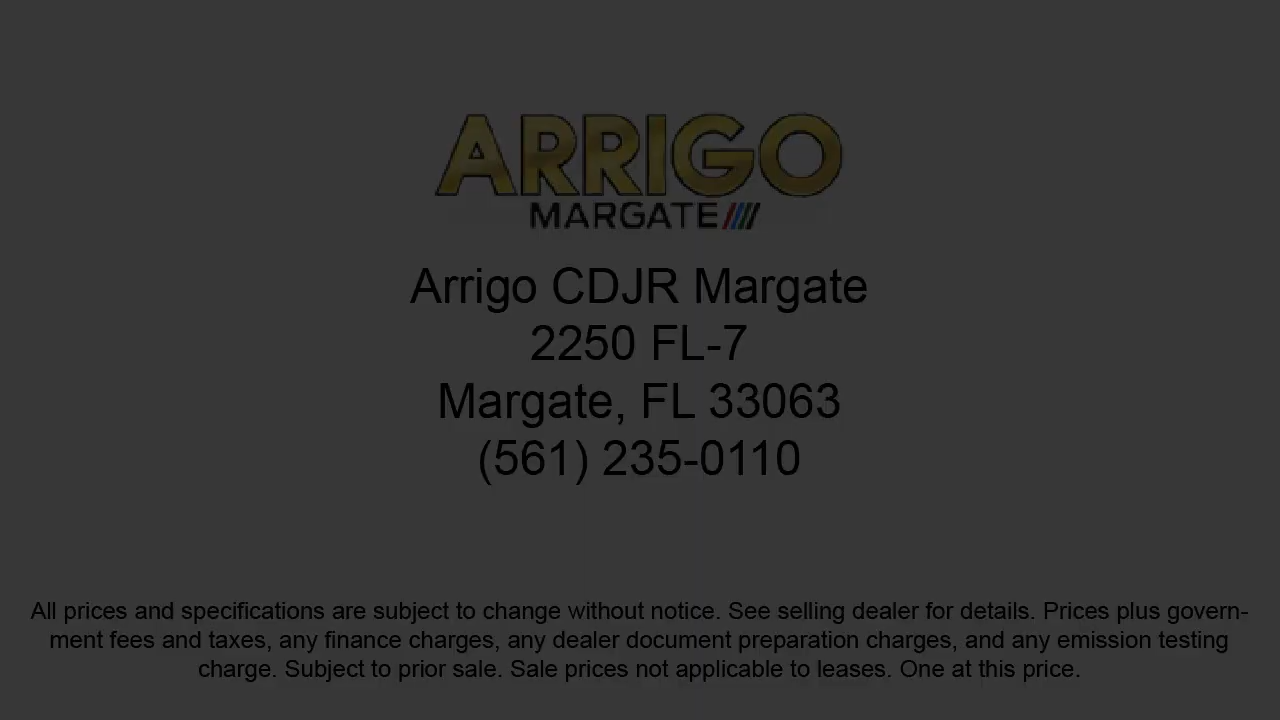 ARRIGO
MARGATE
Arrigo CDJR Margate
2250 FL-7
Margate, FL 33063
(561) 235-0110
All prices and specifications are subject to change without notice. See selling dealer for details. Prices plus govern-
ment fees and taxes, any finance charges, any dealer document preparation charges, and any emission testing
charge. Subject to prior sale. Sale prices not applicable to leases. One at this price.